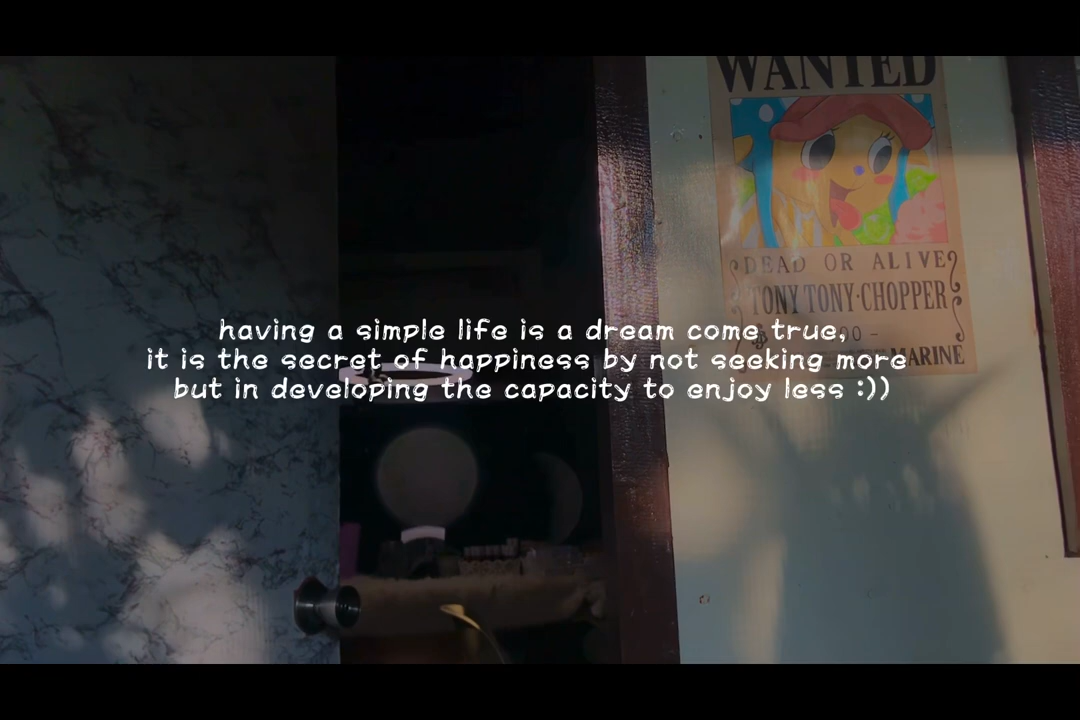 WANTED
DEAD OR ALIVE
TONY TONY·CHOPPER
MARINE
having a simple life is a dream come true,
it is the secret of happiness by not seeking more
but in developing the capacity to enjoy less :))